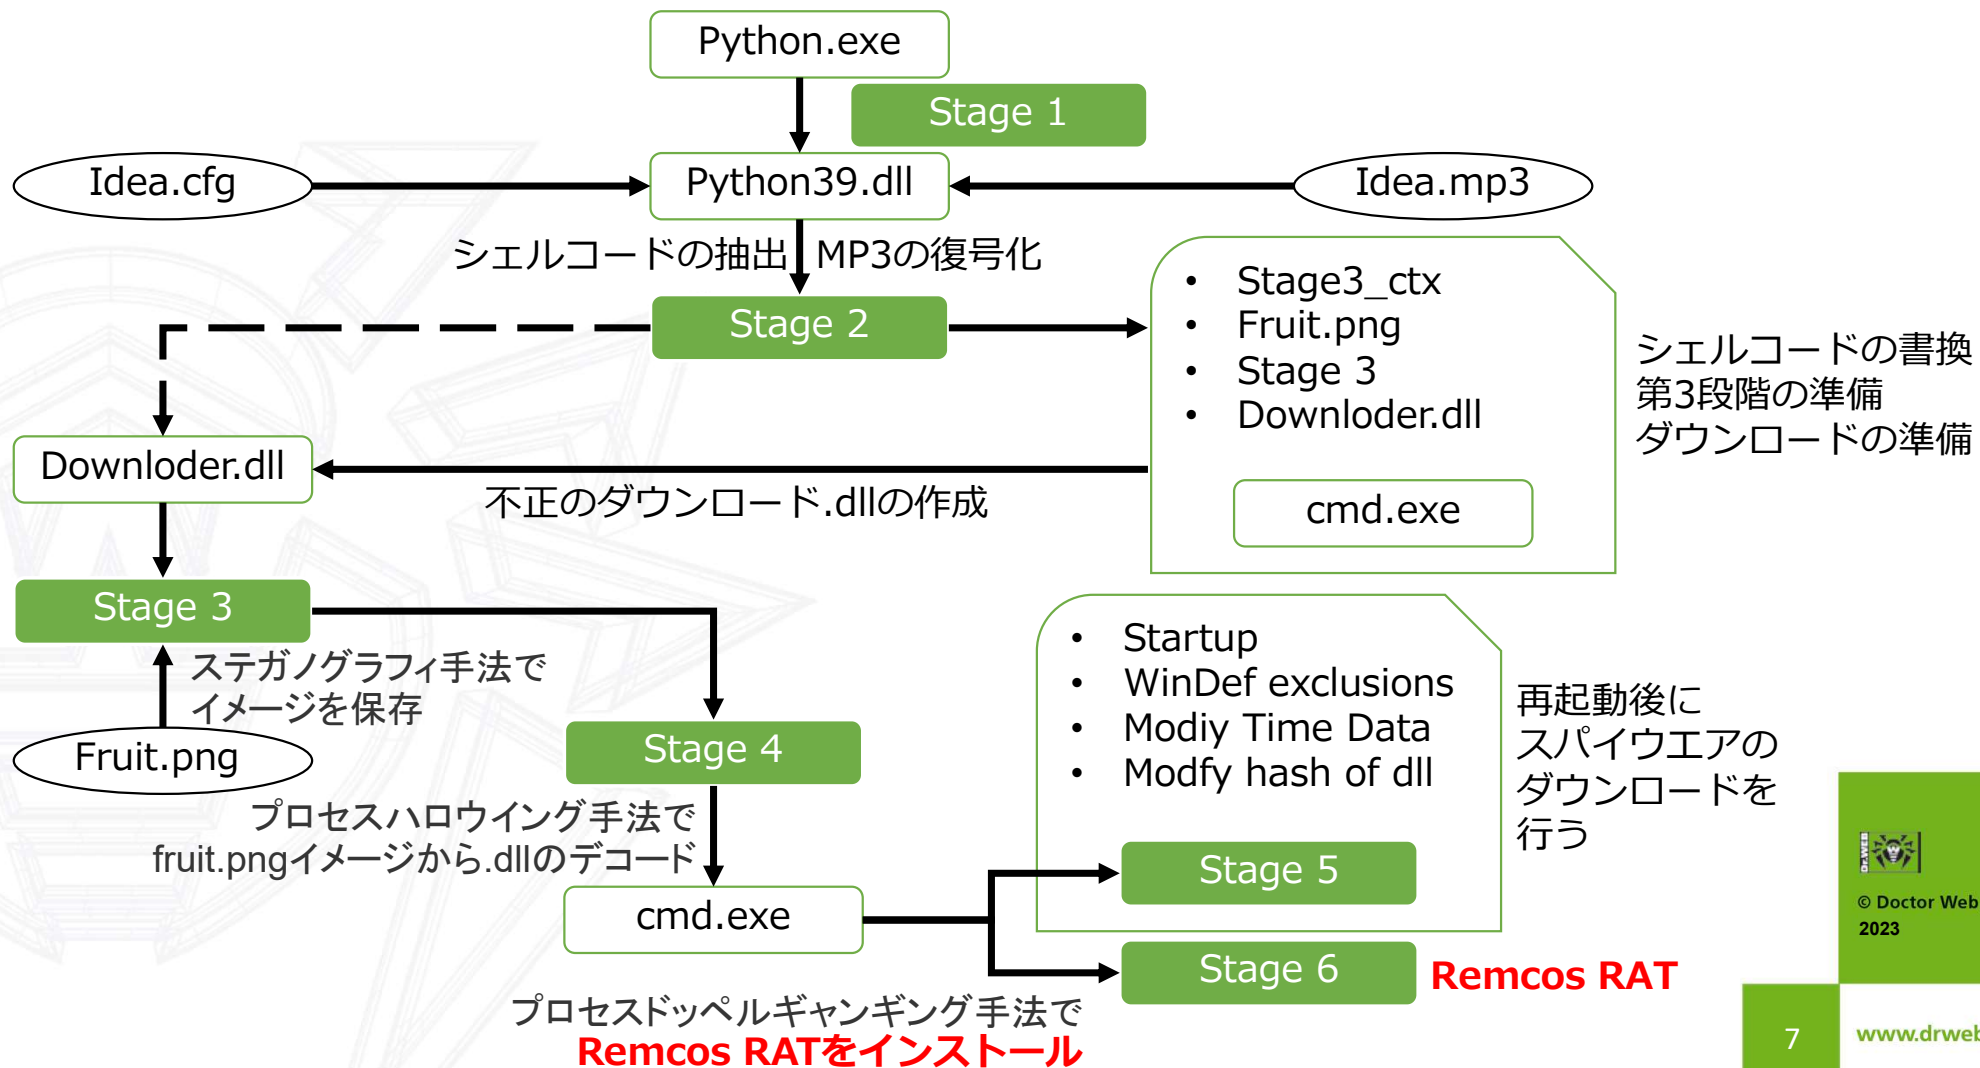 Python.exe
Stage 1
Idea.cfg
Python39.dll
Idea.mp3
シェルコードの抽出
MP3の復号化
Stage 2
• Stage3_ctx
• Fruit.png
• Stage 3
• Downloder.dll
cmd.exe
シェルコードの書換
第3段階の準備
ダウンロードの準備
Downloder.dll
不正のダウンロード.dllの作成
Stage 3
ステガノグラフィ手法で
イメージを保存
Fruit.png
Stage 4
プロセスハロウイング手法で
fruit.pngイメージから.dllのデコード
cmd.exe
• Startup
• WinDef exclusions
• Modiy Time Data
• Modfy hash of dll
Stage 5
再起動後に
スパイウエアの
ダウンロードを
行う
Stage 6
Remcos RAT
プロセスドッペルギャンギング手法で
Remcos RATをインストール
Dr.WEB
© Doctor Web
2023
7
www.drweb